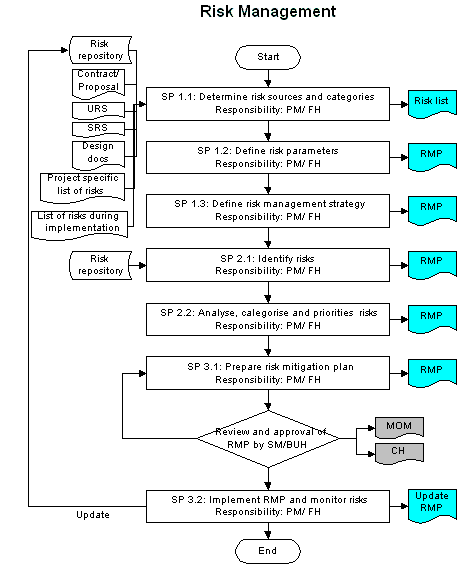 Risk Management
Risk
repository
Start
Contract/
Proposal
SP 1.1: Determine risk sources and categories
Responsibility: PM/ FH
Risk list
URS
SRS
Design
docs
SP 1.2: Define risk parameters
Responsibility: PM/ FH
RMP
Project specific
list of risks
SP 1.3: Define risk management strategy
Responsibility: PM/ FH
RMP
List of risks during
implementation
Risk
repository
SP 2.1: Identify risks
Responsibility: PM/ FH
RMP
SP 2.2: Analyse, categorise and priorities risks
Responsibility: PM/ FH
RMP
SP 3.1: Prepare risk mitigation plan
Responsibility: PM/ FH
RMP
Review and approval of
RMP by SM/BUH
MOM
CH
SP 3.2: Implement RMP and monitor risks
Responsibility: PM/ FH
Update
RMP
Update
End